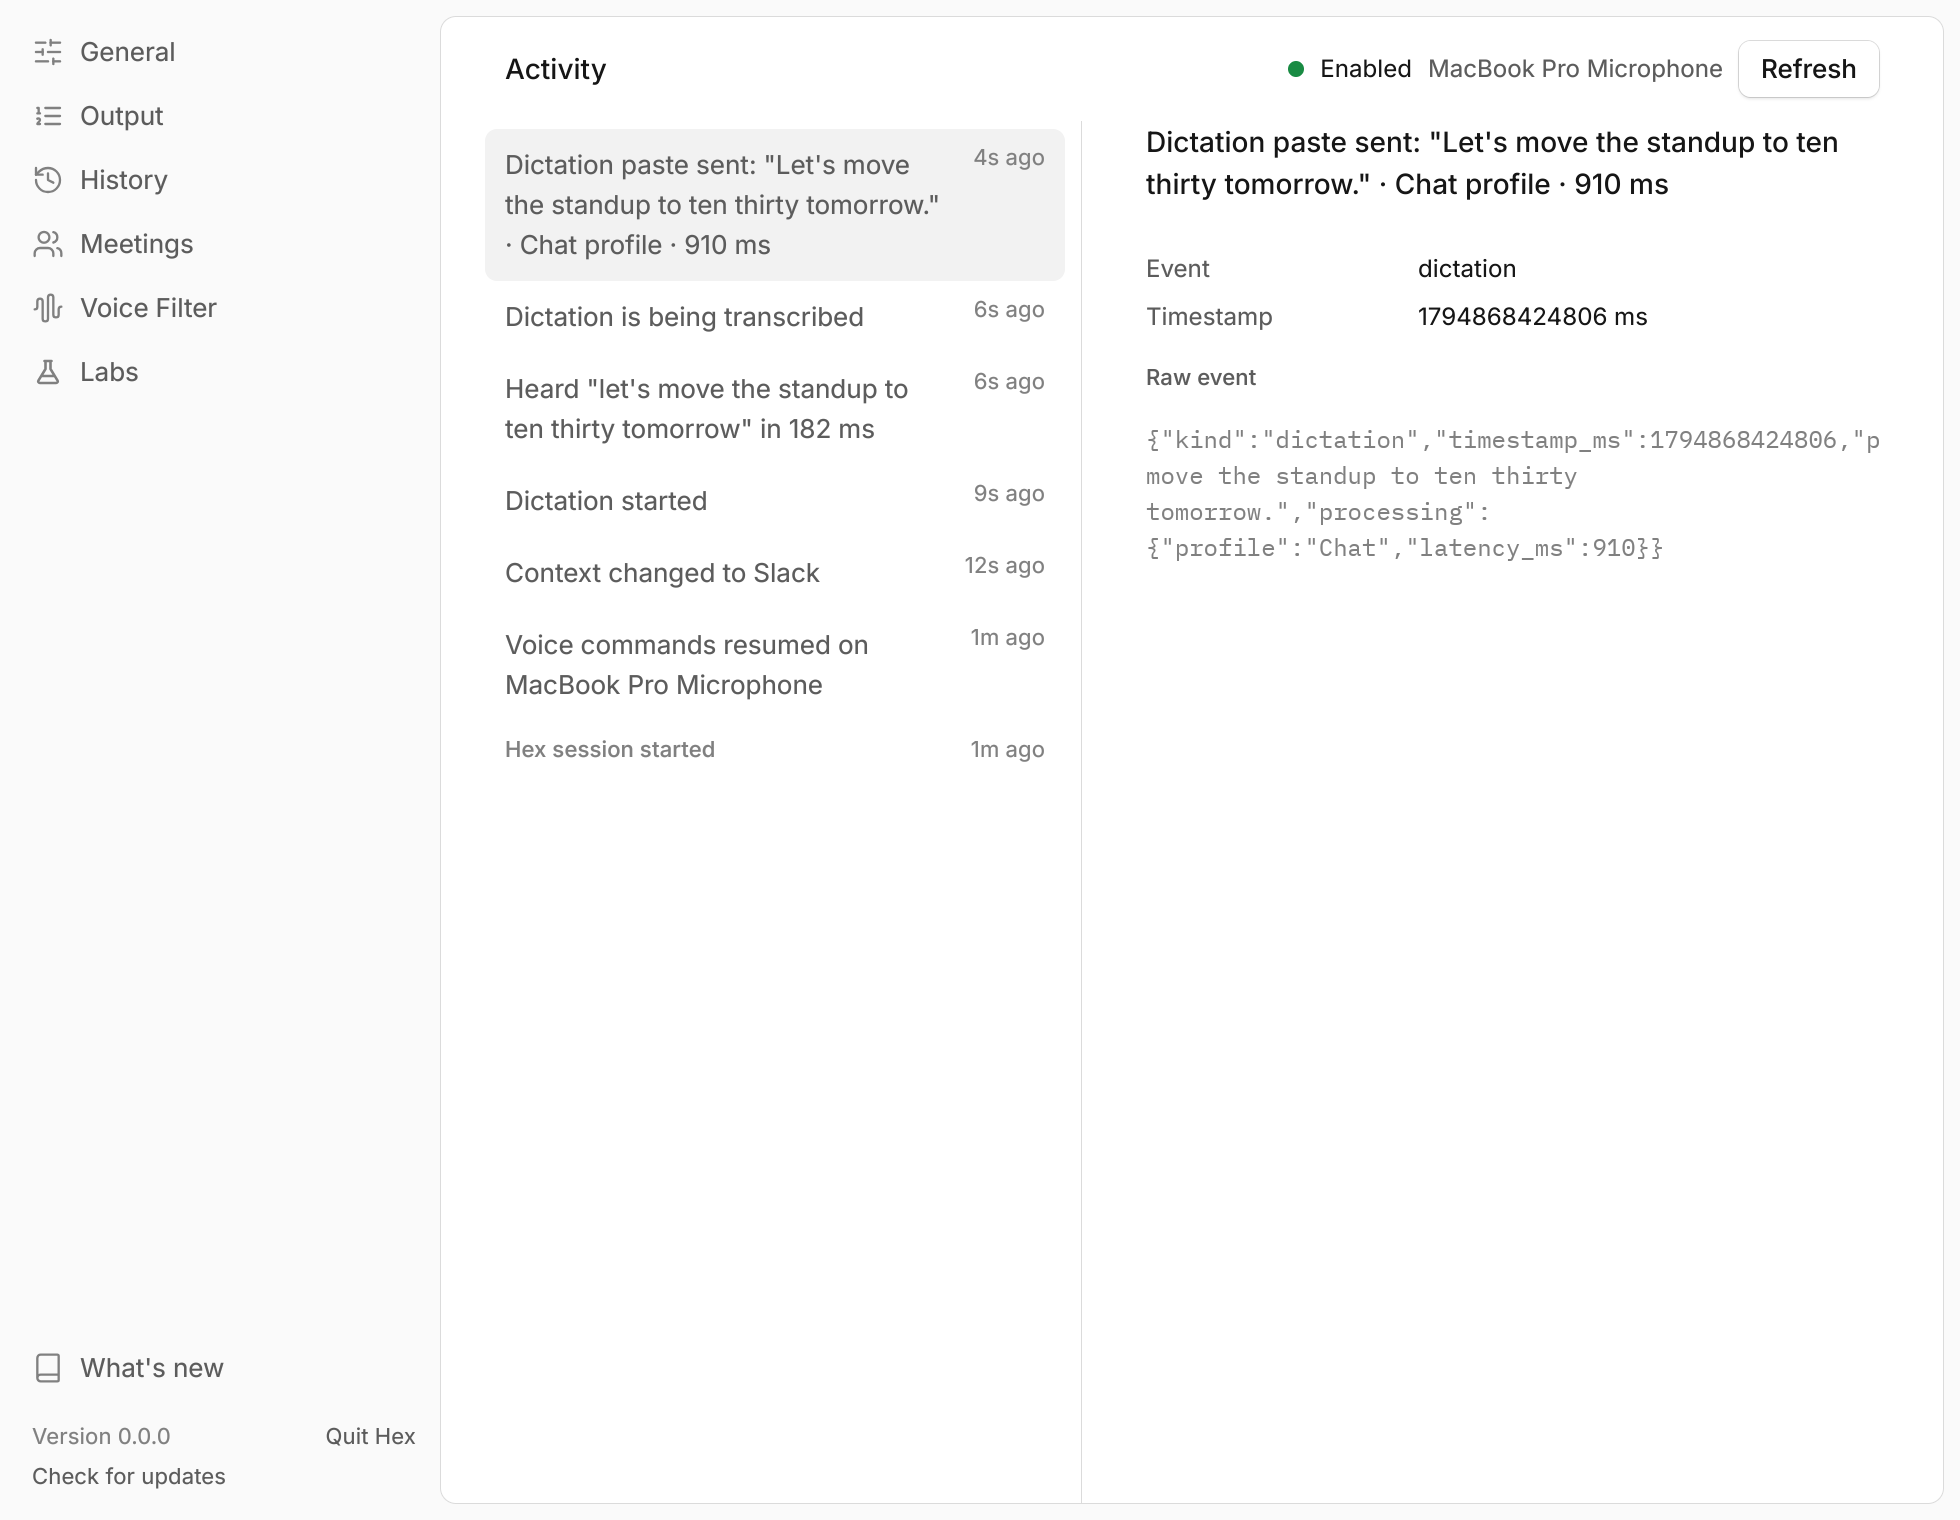 General
Output
History
Meetings
Voice Filter
Labs
What's new
Version 0.0.0
Quit Hex
Check for updates
Activity
Enabled
MacBook Pro Microphone
Refresh
Dictation paste sent: "Let's move
the standup to ten thirty tomorrow."
· Chat profile · 910 ms
4s ago
Dictation is being transcribed
6s ago
Heard "let's move the standup to
ten thirty tomorrow" in 182 ms
6s ago
Dictation started
9s ago
Context changed to Slack
12s ago
Voice commands resumed on
MacBook Pro Microphone
1m ago
Hex session started
1m ago
Dictation paste sent: "Let's move the standup to ten
thirty tomorrow." · Chat profile · 910 ms
Event
dictation
Timestamp
1794868424806 ms
Raw event
{"kind":"dictation","timestamp_ms":1794868424806,"p
move the standup to ten thirty
tomorrow.","processing":
{"profile":"Chat","latency_ms":910}}